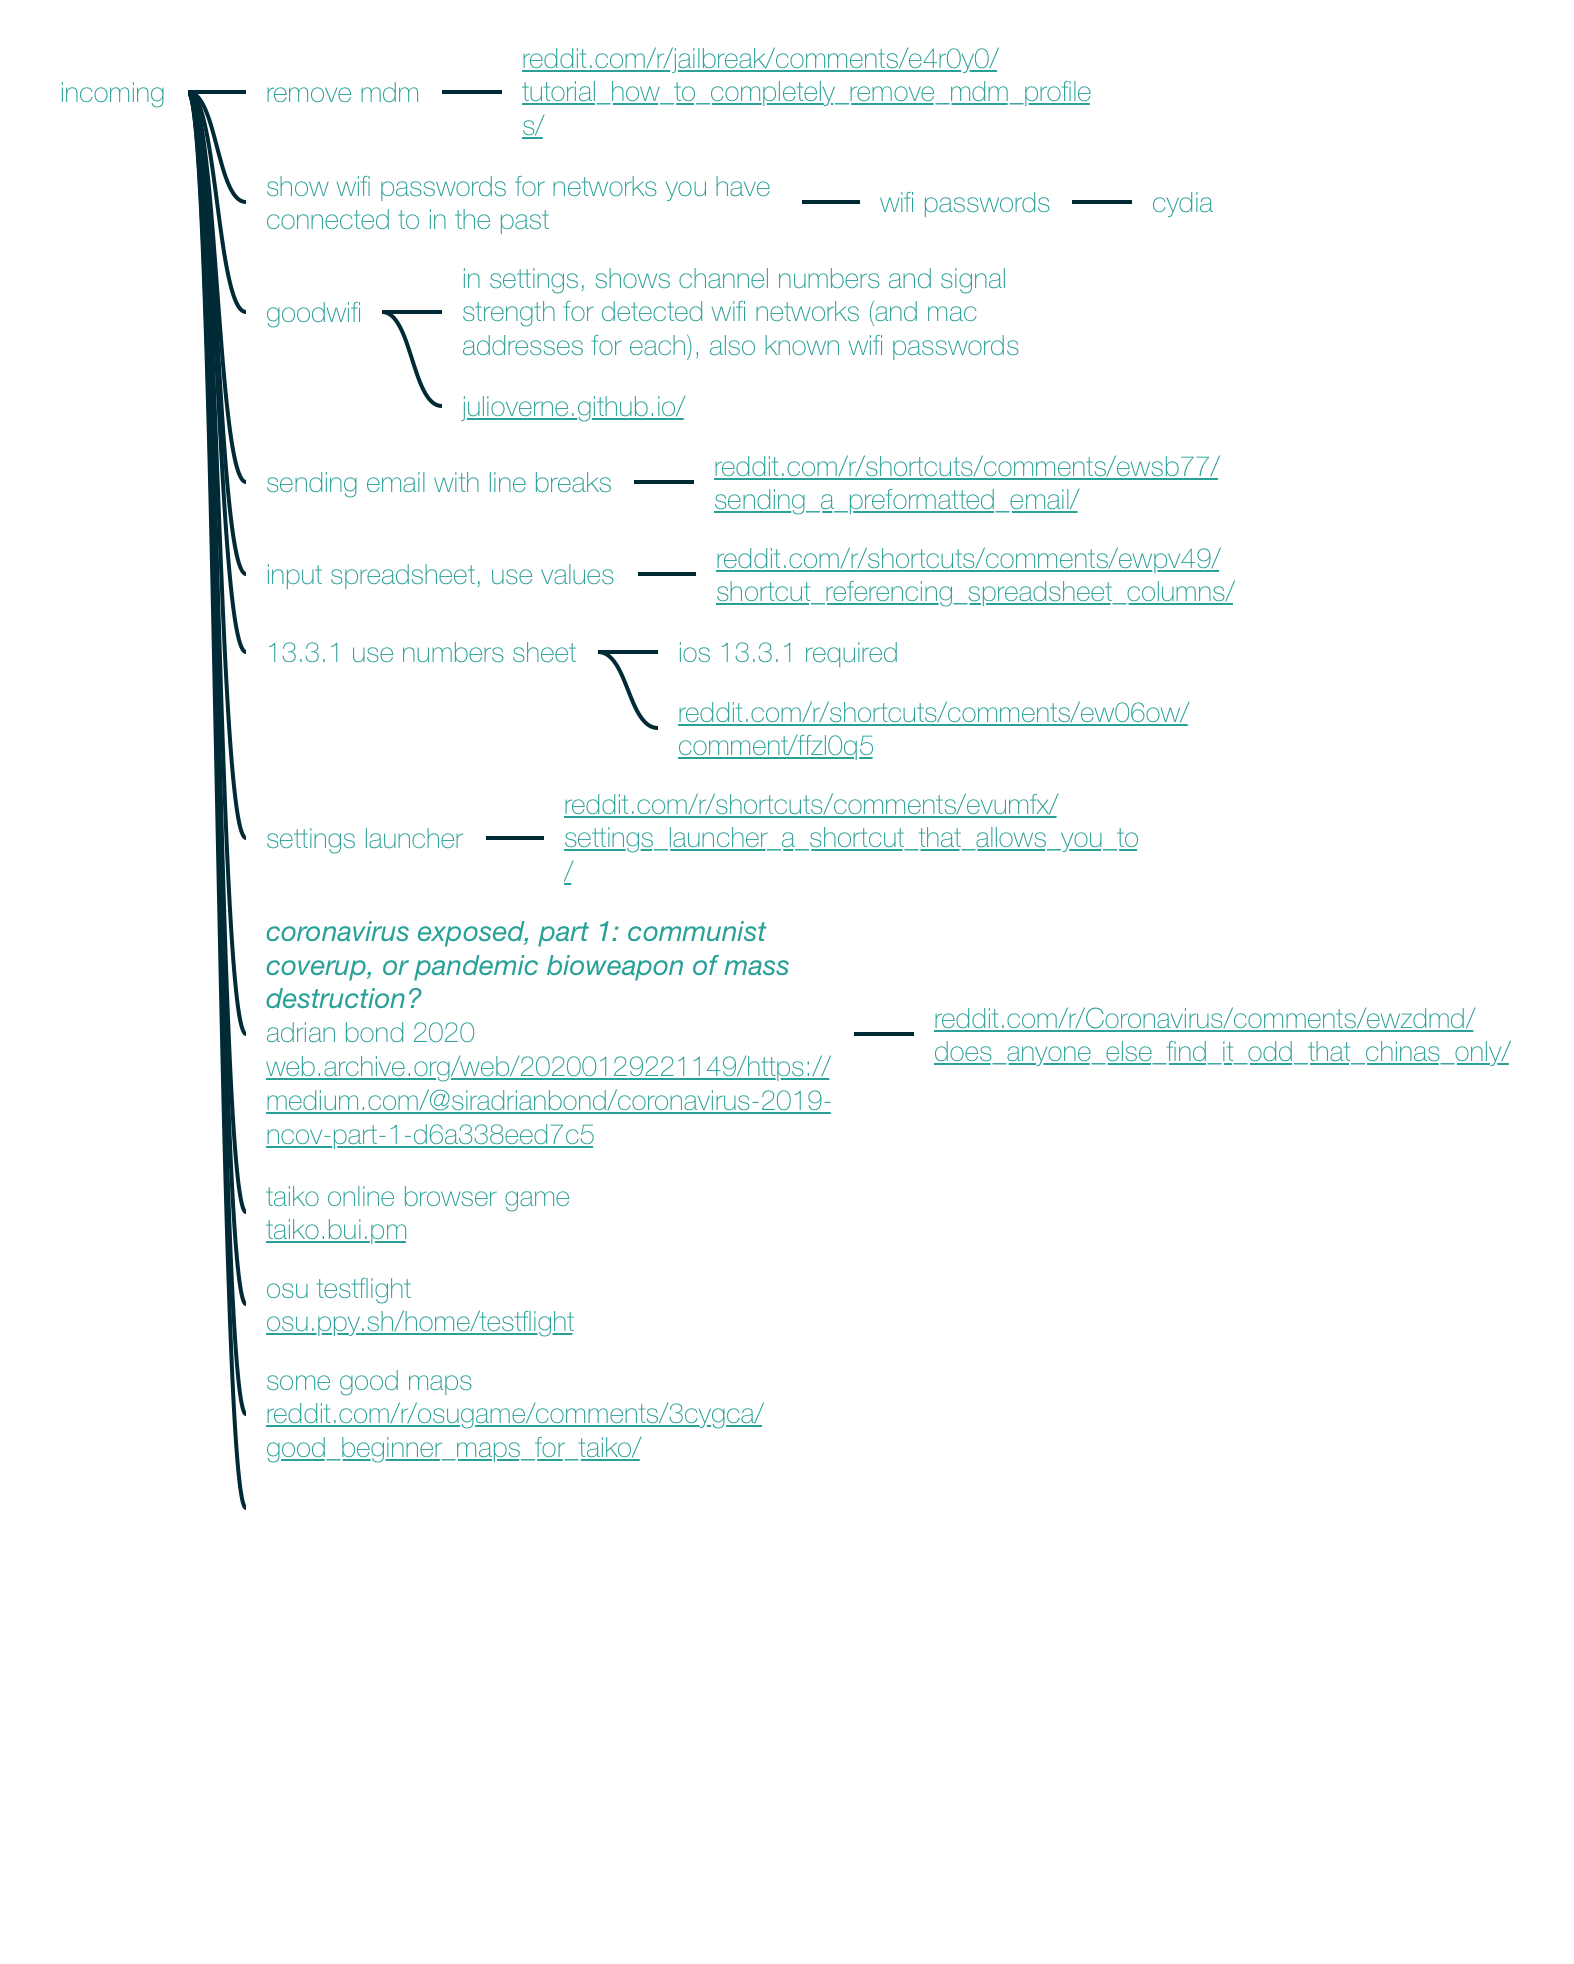 incoming
remove mdm
reddit.com/r/jailbreak/comments/e4r0y0/
tutorial_how_to_completely_remove_mdm_profile
s/
show wifi passwords for networks you have
connected to in the past
wifi passwords
cydia
goodwifi
in settings, shows channel numbers and signal
strength for detected wifi networks (and mac
addresses for each), also known wifi passwords
julioverne.github.io/
sending email with line breaks
reddit.com/r/shortcuts/comments/ewsb77/
sending_a_preformatted_email/
input spreadsheet, use values
reddit.com/r/shortcuts/comments/ewpv49/
shortcut_referencing_spreadsheet_columns/
13.3.1 use numbers sheet
ios 13.3.1 required
reddit.com/r/shortcuts/comments/ew06ow/
comment/ffzl0q5
settings launcher
reddit.com/r/shortcuts/comments/evumfx/
settings_launcher_a_shortcut_that_allows_you_to
/
coronavirus exposed, part 1: communist
coverup, or pandemic bioweapon of mass
destruction?
adrian bond 2020
web.archive.org/web/20200129221149/https://
medium.com/@siradrianbond/coronavirus-2019-
ncov-part-1-d6a338eed7c5
reddit.com/r/Coronavirus/comments/ewzdmd/
does_anyone_else_find_it_odd_that_chinas_only/
taiko online browser game
taiko.bui.pm
osu testflight
osu.ppy.sh/home/testflight
some good maps
reddit.com/r/osugame/comments/3cygca/
good_beginner_maps_for_taiko/